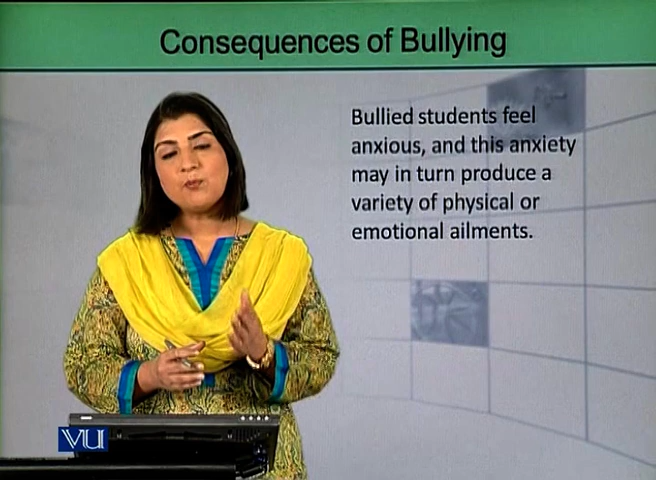 Consequences of Bullying
Bullied students feel
anxious, and this anxiety
may in turn produce a
variety of physical or
emotional ailments.
VU